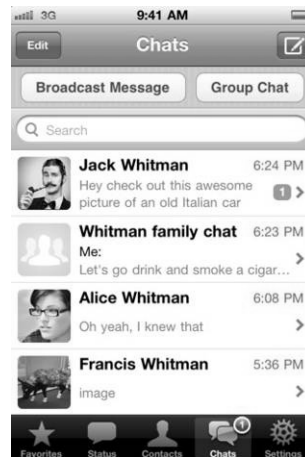 3G 9:41 AM
Edit Chats
Broadcast Message Group Chat
Search
Jack Whitman 6:24 PM
Hey check out this awesome
picture of an old Italian car 1
Whitman family chat 6:23 PM
Me:
Let's go drink and smoke a cigar...
Alice Whitman 6:08 PM
Oh yeah, I knew that
Francis Whitman 5:36 PM
image
1
Favorites Status Contacts Chats Settings